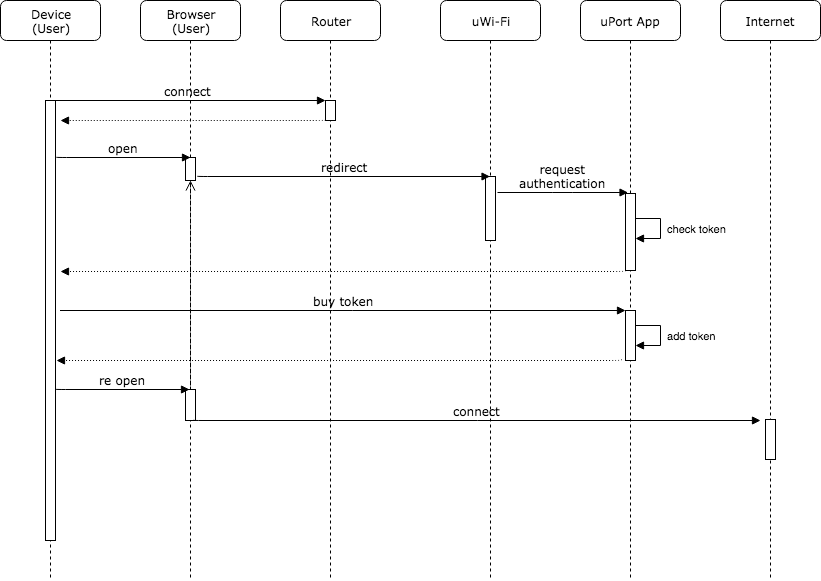 Device
(User)
Browser
(User)
Router
uWi-Fi
uPort App
Internet
connect
open
redirect
request
authentication
check token
buy token
add token
re open
connect